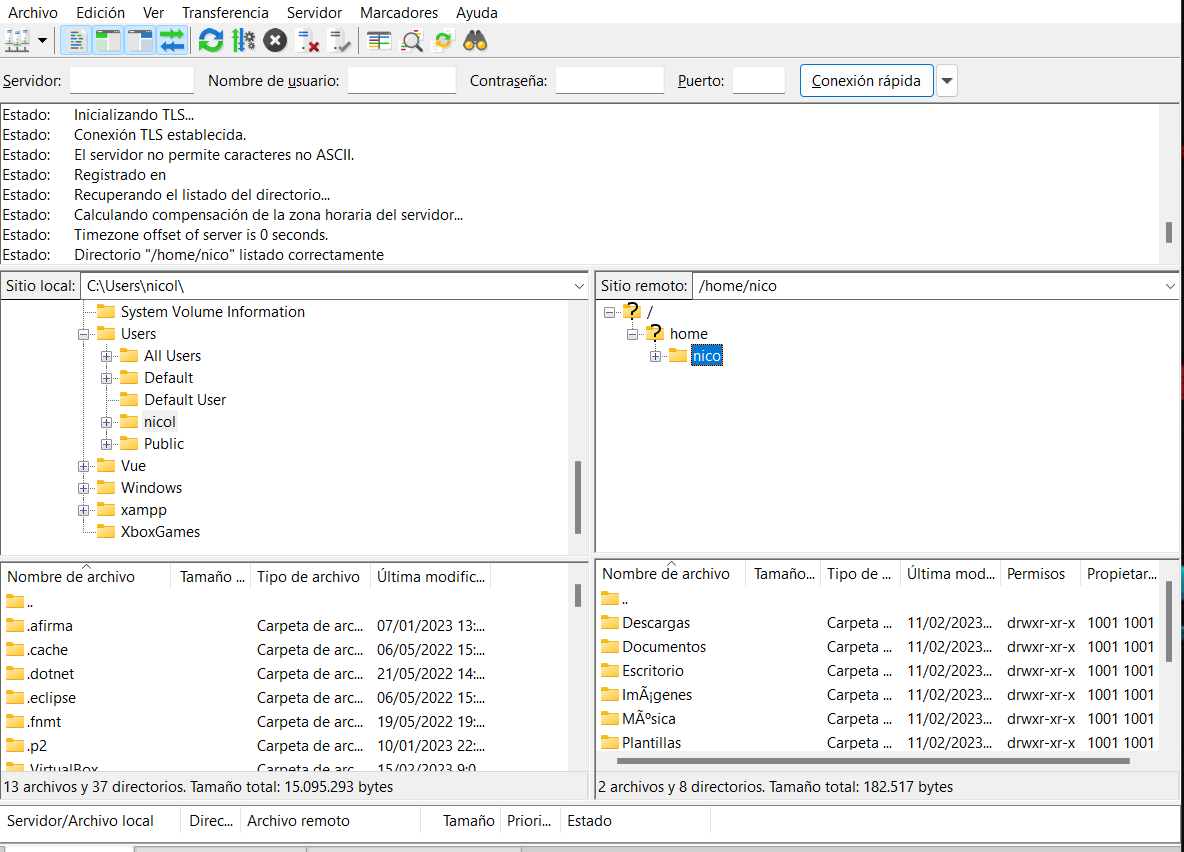 Archivo Edición Ver Transferencia Servidor Marcadores Ayuda
Servidor: Nombre de usuario: Contraseña: Puerto: Conexión rápida
Estado: Inicializando TLS...
Estado: Conexión TLS establecida.
Estado: El servidor no permite caracteres no ASCII.
Estado: Registrado en
Estado: Recuperando el listado del directorio...
Estado: Calculando compensación de la zona horaria del servidor...
Estado: Timezone offset of server is 0 seconds.
Estado: Directorio "/home/nico" listado correctamente
Sitio local: C:\Users\nicol\
System Volume Information
Users
All Users
Default
Default User
nicol
Public
Vue
Windows
xampp
XboxGames
Sitio remoto: /home/nico
/
home
nico
Nombre de archivo Tamaño ... Tipo de archivo Última modific...
..
.afirma Carpeta de arc... 07/01/2023 13:...
.cache Carpeta de arc... 06/05/2022 15:...
.dotnet Carpeta de arc... 21/05/2022 14:...
.eclipse Carpeta de arc... 06/05/2022 15:...
.fnmt Carpeta de arc... 19/05/2022 19:...
.p2 Carpeta de arc... 10/01/2023 22:...
.VirtualBox Carpeta de arc... 15/02/2023 9:0...
13 archivos y 37 directorios. Tamaño total: 15.095.293 bytes
Nombre de archivo Tamaño... Tipo de ... Última mod... Permisos Propietar...
..
Descargas Carpeta ... 11/02/2023... drwxr-xr-x 1001 1001
Documentos Carpeta ... 11/02/2023... drwxr-xr-x 1001 1001
Escritorio Carpeta ... 11/02/2023... drwxr-xr-x 1001 1001
ImÃ¡genes Carpeta ... 11/02/2023... drwxr-xr-x 1001 1001
MÃºsica Carpeta ... 11/02/2023... drwxr-xr-x 1001 1001
Plantillas Carpeta ... 11/02/2023... drwxr-xr-x 1001 1001
2 archivos y 8 directorios. Tamaño total: 182.517 bytes
Servidor/Archivo local Direc... Archivo remoto Tamaño Priori... Estado